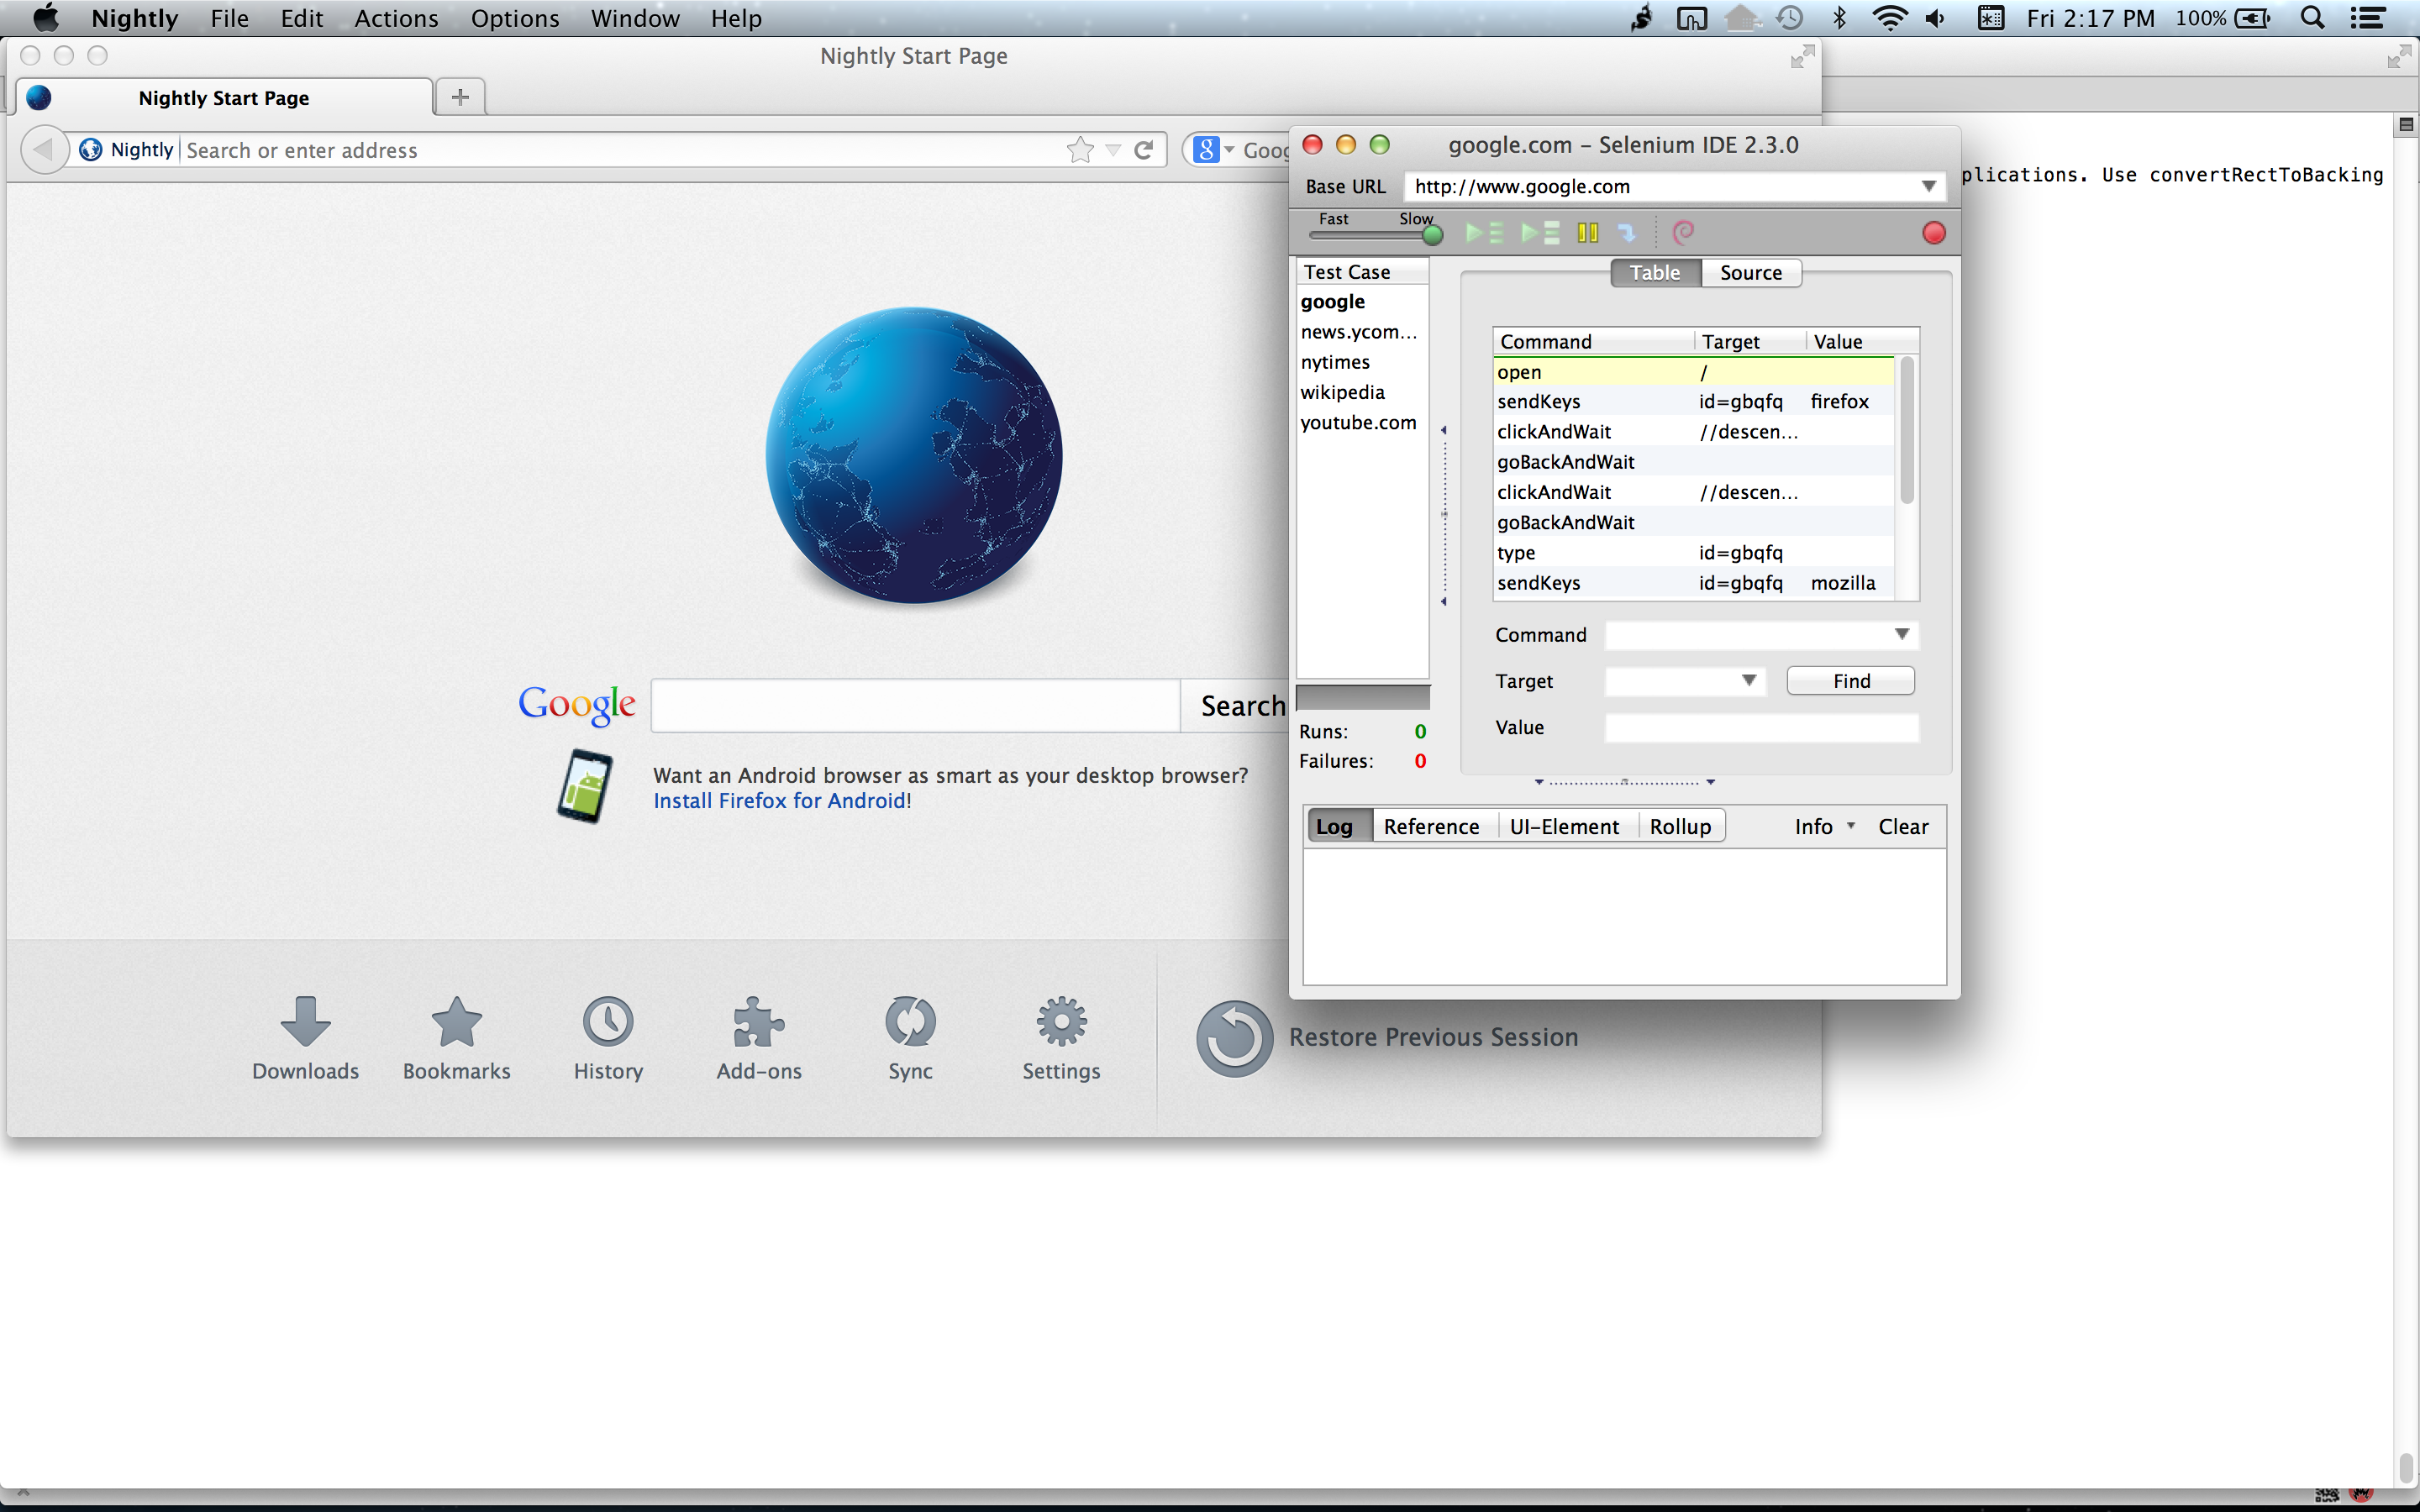 Nightly File Edit Actions Options Window Help Fri 2:17 PM 100%
Nightly Start Page
Nightly Start Page
Nightly Search or enter address
g Goog
google.com – Selenium IDE 2.3.0
Base URL http://www.google.com
plications. Use convertRectToBacking
Fast Slow
Test Case
google
news.ycom...
nytimes
wikipedia
youtube.com
Runs: 0
Failures: 0
Table Source
Command Target Value
open /
sendKeys id=gbqfq firefox
clickAndWait //descen...
goBackAndWait
clickAndWait //descen...
goBackAndWait
type id=gbqfq
sendKeys id=gbqfq mozilla
Command
Target Find
Value
Log Reference UI-Element Rollup Info Clear
Google Search
Want an Android browser as smart as your desktop browser?
Install Firefox for Android!
Downloads Bookmarks History Add-ons Sync Settings Restore Previous Session